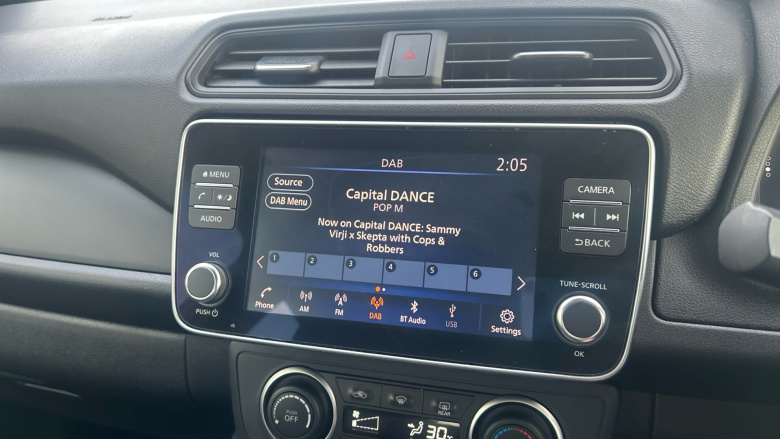 DAB
2:05
MENU
AUDIO
VOL
PUSH
Source
DAB Menu
Capital DANCE
POP M
Now on Capital DANCE: Sammy
Virji x Skepta with Cops &
Robbers
1 2 3 4 5 6
Phone AM FM DAB BT Audio USB Settings
CAMERA
BACK
TUNE-SCROLL
OK
PUSH
OFF
REAR
30